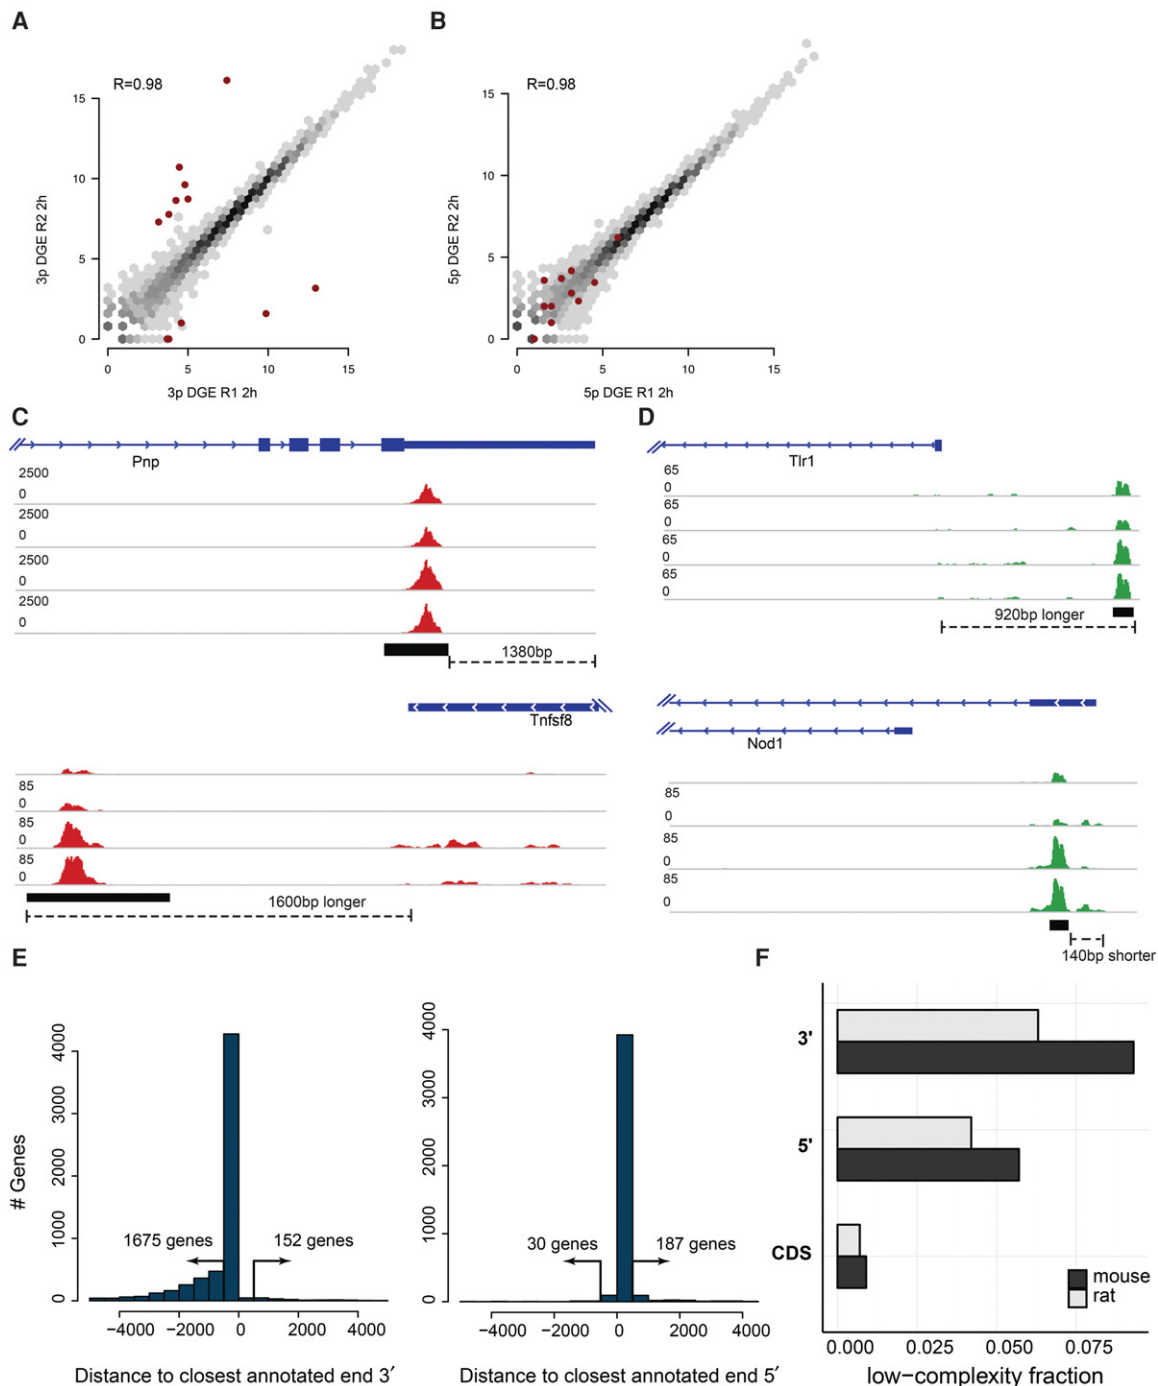 A
B
R=0.98
15
10
5
0
3p DGE R2 2h
0 5 10 15
3p DGE R1 2h
R=0.98
15
10
5
0
5p DGE R2 2h
0 5 10 15
5p DGE R1 2h
C
Pnp
2500
0
2500
0
2500
0
2500
0
1380bp
Tnfsf8
85
0
85
0
85
0
1600bp longer
D
Tlr1
65
0
65
0
65
0
65
0
920bp longer
Nod1
85
0
85
0
85
0
140bp shorter
E
# Genes
4000
3000
2000
1000
0
1675 genes
152 genes
−4000 −2000 0 2000 4000
Distance to closest annotated end 3′
4000
3000
2000
1000
0
30 genes
187 genes
−4000 −2000 0 2000 4000
Distance to closest annotated end 5′
F
3'
5'
CDS
mouse
rat
0.000 0.025 0.050 0.075
low−complexity fraction